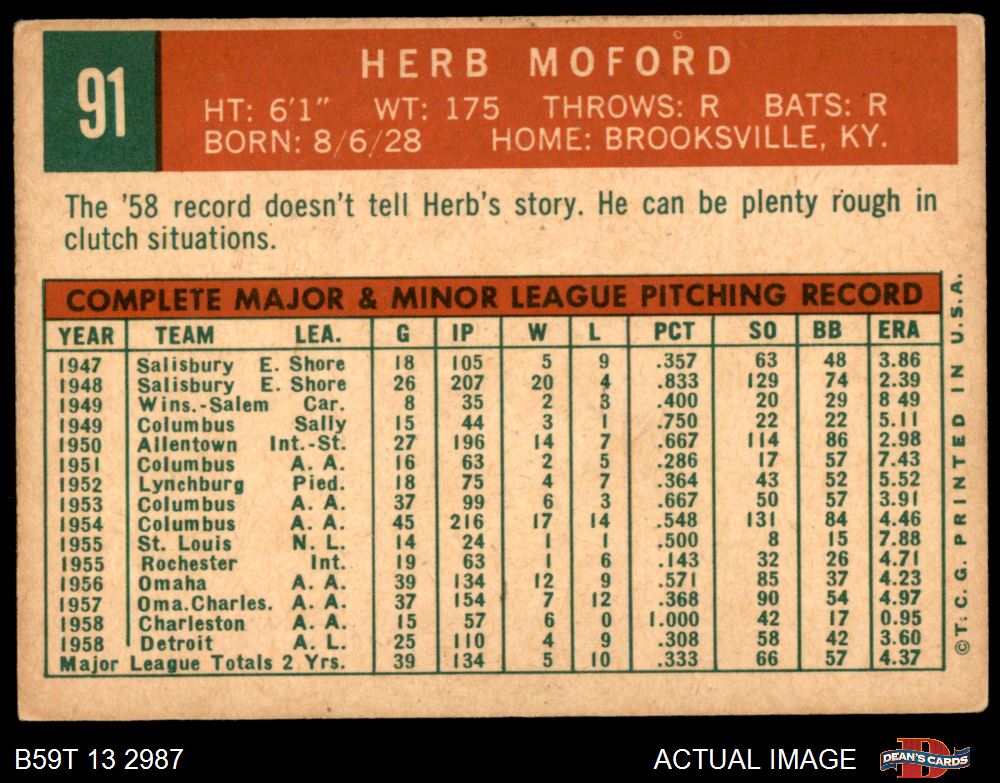 91
HERB MOFORD
HT: 6'1" WT: 175 THROWS: R BATS: R
BORN: 8/6/28 HOME: BROOKSVILLE, KY.
The '58 record doesn't tell Herb's story. He can be plenty rough in
clutch situations.
COMPLETE MAJOR & MINOR LEAGUE PITCHING RECORD
YEAR TEAM LEA. G IP W L PCT SO BB ERA
1947 Salisbury E. Shore 18 105 5 9 .357 63 48 3.86
1948 Salisbury E. Shore 26 207 20 4 .833 129 74 2.39
1949 Wins.-Salem Car. 8 35 2 3 .400 20 29 8 49
1949 Columbus Sally 15 44 3 1 .750 22 22 5.11
1950 Allentown Int.-St. 27 196 14 7 .667 114 86 2.98
1951 Columbus A. A. 16 63 2 5 .286 17 57 7.43
1952 Lynchburg Pied. 18 75 4 7 .364 43 52 5.52
1953 Columbus A. A. 37 99 6 3 .667 50 57 3.91
1954 Columbus A. A. 45 216 17 14 .548 131 84 4.46
1955 St. Louis N. L. 14 24 1 1 .500 8 15 7.88
1955 Rochester Int. 19 63 1 6 .143 32 26 4.71
1956 Omaha A. A. 39 134 12 9 .571 85 37 4.23
1957 Oma.Charles. A. A. 37 154 7 12 .368 90 54 4.97
1958 Charleston A. A. 15 57 6 0 1.000 42 17 0.95
1958 Detroit A. L. 25 110 4 9 .308 58 42 3.60
Major League Totals 2 Yrs. 39 134 5 10 .333 66 57 4.37
©T. C. G. PRINTED IN U.S.A.
B59T 13 2987 ACTUAL IMAGE DEAN'S CARDS